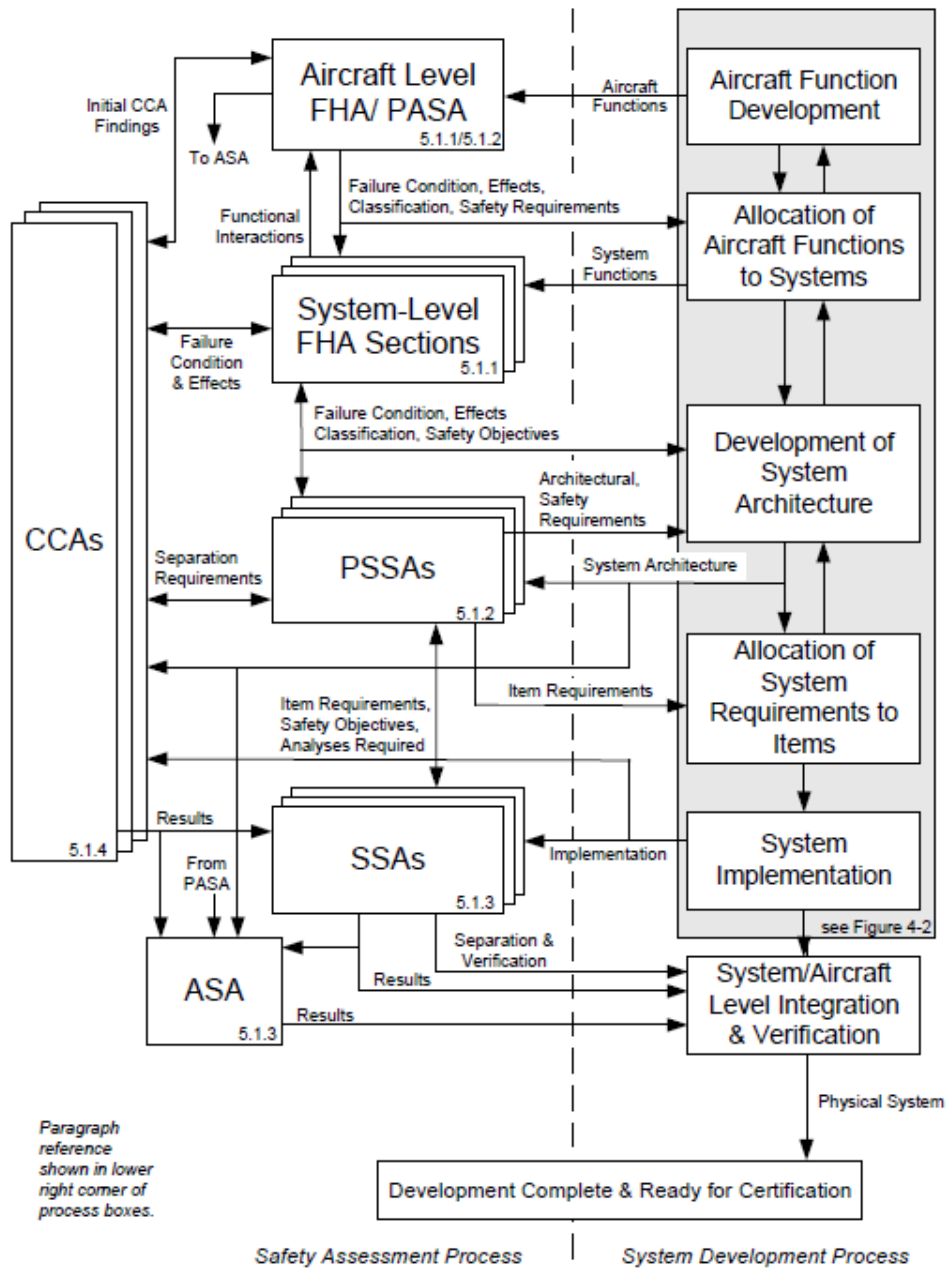 Aircraft Level
FHA/ PASA
5.1.1/5.1.2
Aircraft
Functions
Aircraft Function
Development
Initial CCA
Findings
To ASA
Functional
Interactions
Failure Condition, Effects,
Classification, Safety Requirements
System
Functions
Allocation of
Aircraft Functions
to Systems
System-Level
FHA Sections
5.1.1
Failure
Condition
& Effects
Failure Condition, Effects
Classification, Safety Objectives
Development of
System
Architecture
Architectural,
Safety
Requirements
CCAs
5.1.4
Separation
Requirements
PSSAs
5.1.2
System Architecture
Allocation of
System
Requirements to
Items
Item Requirements
Item Requirements,
Safety Objectives,
Analyses Required
Results
From
PASA
SSAs
5.1.3
Implementation
System
Implementation
see Figure 4-2
Separation &
Verification
Results
ASA
5.1.3
Results
System/Aircraft
Level Integration
& Verification
Physical System
Paragraph
reference
shown in lower
right corner of
process boxes.
Development Complete & Ready for Certification
Safety Assessment Process
System Development Process